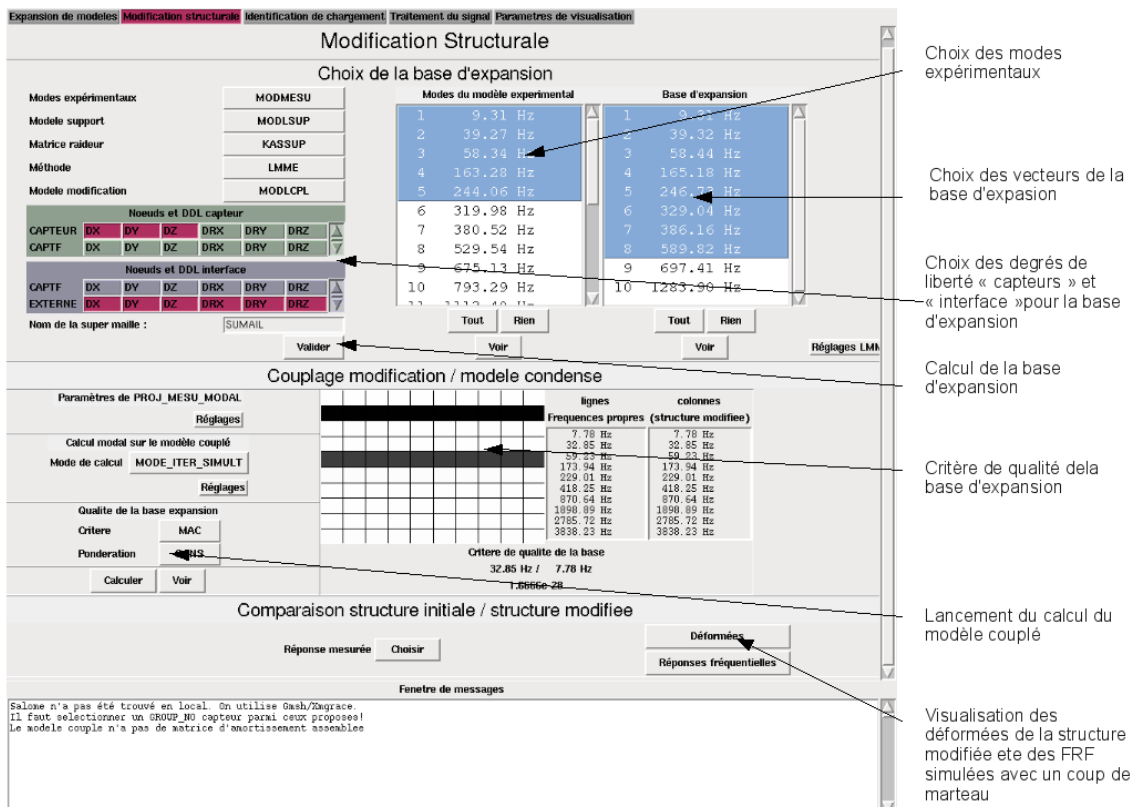 Expansion de modeles Modification structurale Identification de chargement Traitement du signal Parametres de visualisation
Modification Structurale
Choix de la base d'expansion
Modes expérimentaux MODMESU
Modele support MODLSUP
Matrice raideur KASSUP
Méthode LMME
Modele modification MODLCPL
Noeuds et DDL capteur
CAPTEUR DX DY DZ DRX DRY DRZ
CAPTF DX DY DZ DRX DRY DRZ
Noeuds et DDL interface
CAPTF DX DY DZ DRX DRY DRZ
EXTERNE DX DY DZ DRX DRY DRZ
Nom de la super maille : SUMAIL
Valider
Modes du modèle experimental
1 9.31 Hz
2 39.27 Hz
3 58.34 Hz
4 163.28 Hz
5 244.06 Hz
6 319.98 Hz
7 380.52 Hz
8 529.54 Hz
9 675.13 Hz
10 793.29 Hz
Tout Rien
Voir
Base d'expansion
1 9.31 Hz
2 39.32 Hz
3 58.44 Hz
4 165.18 Hz
5 246.73 Hz
6 329.04 Hz
7 386.16 Hz
8 589.82 Hz
9 697.41 Hz
10 1283.90 Hz
Tout Rien
Voir
Réglages LMM
Couplage modification / modele condense
Paramètres de PROJ_MESU_MODAL
Réglages
Calcul modal sur le modèle couplé
Mode de calcul MODE_ITER_SIMULT
Réglages
Qualite de la base expansion
Critere MAC
Ponderation
Calculer Voir
lignes colonnes
Frequences propres (structure modifiee)
7.78 Hz 7.78 Hz
32.85 Hz 32.85 Hz
59.23 Hz 59.23 Hz
173.94 Hz 173.94 Hz
229.01 Hz 229.01 Hz
418.25 Hz 418.25 Hz
870.64 Hz 870.64 Hz
1898.89 Hz 1898.89 Hz
2785.72 Hz 2785.72 Hz
3838.23 Hz 3838.23 Hz
Critere de qualite de la base
32.85 Hz / 7.78 Hz
1.6666e-28
Comparaison structure initiale / structure modifiee
Réponse mesurée Choisir
Déformées
Réponses fréquentielles
Fenetre de messages
Salome n'a pas été trouvé en local. On utilise Gmsh/Xmgrace.
Il faut selectionner un GROUP_NO capteur parmi ceux proposes!
Le modele couple n'a pas de matrice d'amortissement assemblee
Choix des modes
expérimentaux
Choix des vecteurs de la
base d'expasion
Choix des degrés de
liberté « capteurs » et
« interface »pour la base
d'expansion
Calcul de la base
d'expansion
Critère de qualité dela
base d'expansion
Lancement du calcul du
modèle couplé
Visualisation des
déformées de la structure
modifiée ete des FRF
simulées avec un coup de
marteau